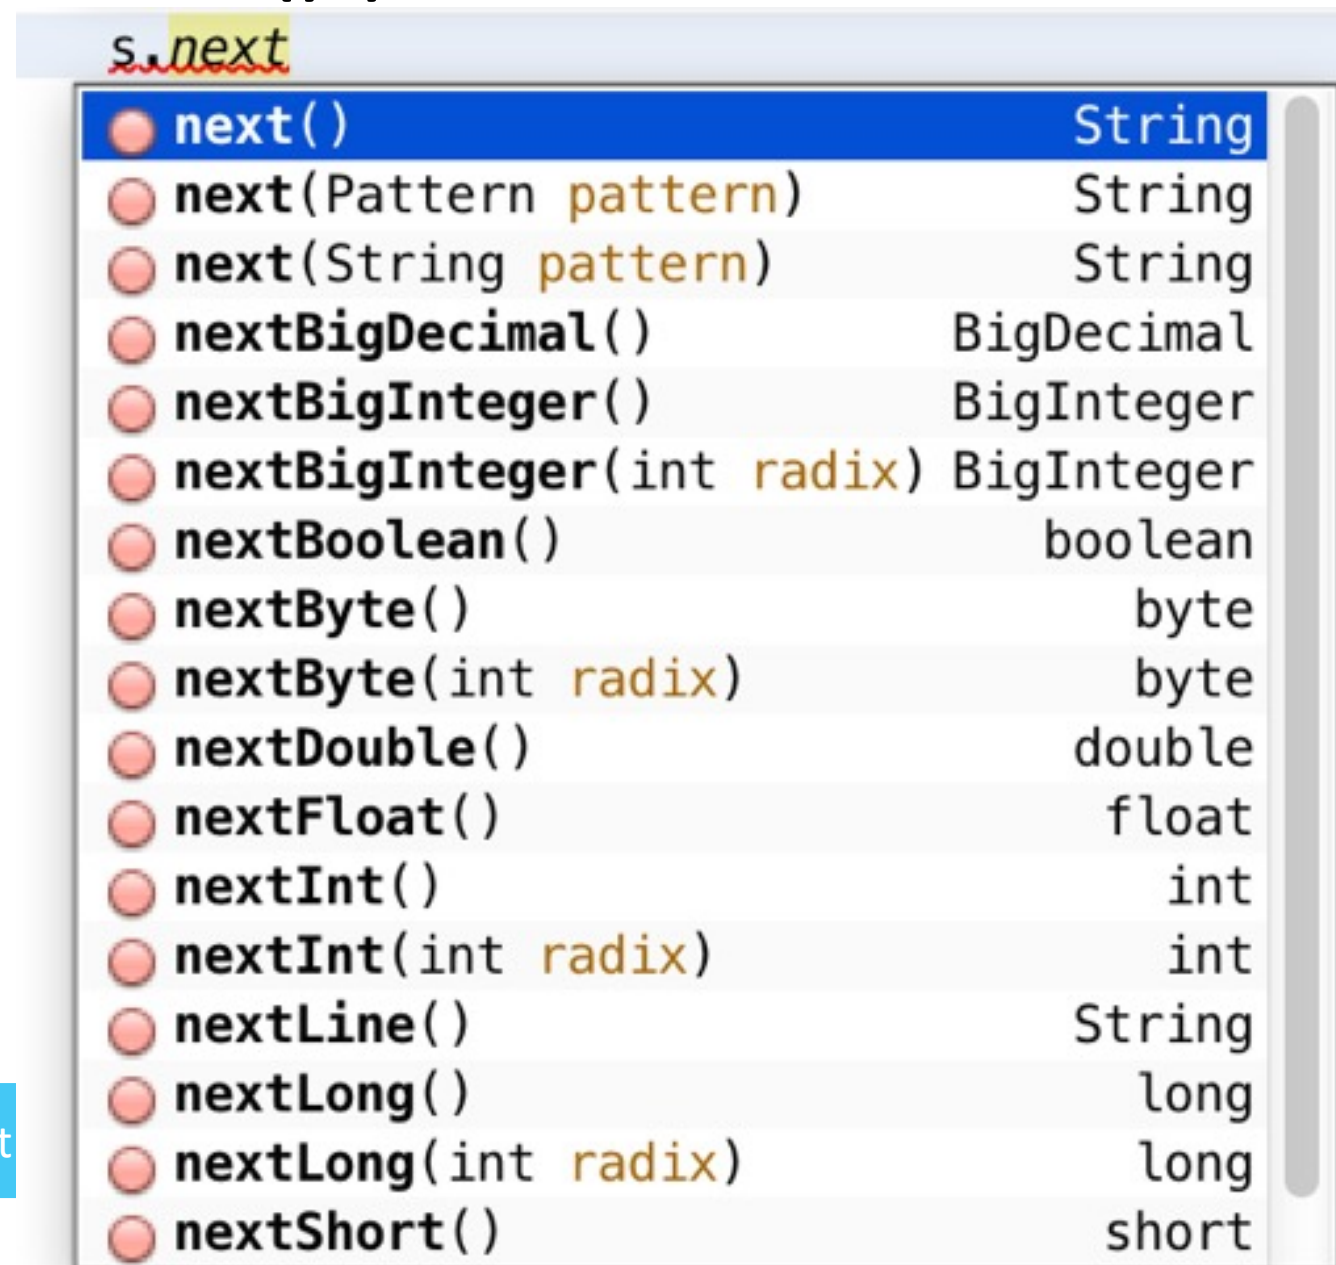 s.next
next() String
next(Pattern pattern) String
next(String pattern) String
nextBigDecimal() BigDecimal
nextBigInteger() BigInteger
nextBigInteger(int radix) BigInteger
nextBoolean() boolean
nextByte() byte
nextByte(int radix) byte
nextDouble() double
nextFloat() float
nextInt() int
nextInt(int radix) int
nextLine() String
nextLong() long
t
nextLong(int radix) long
nextShort() short